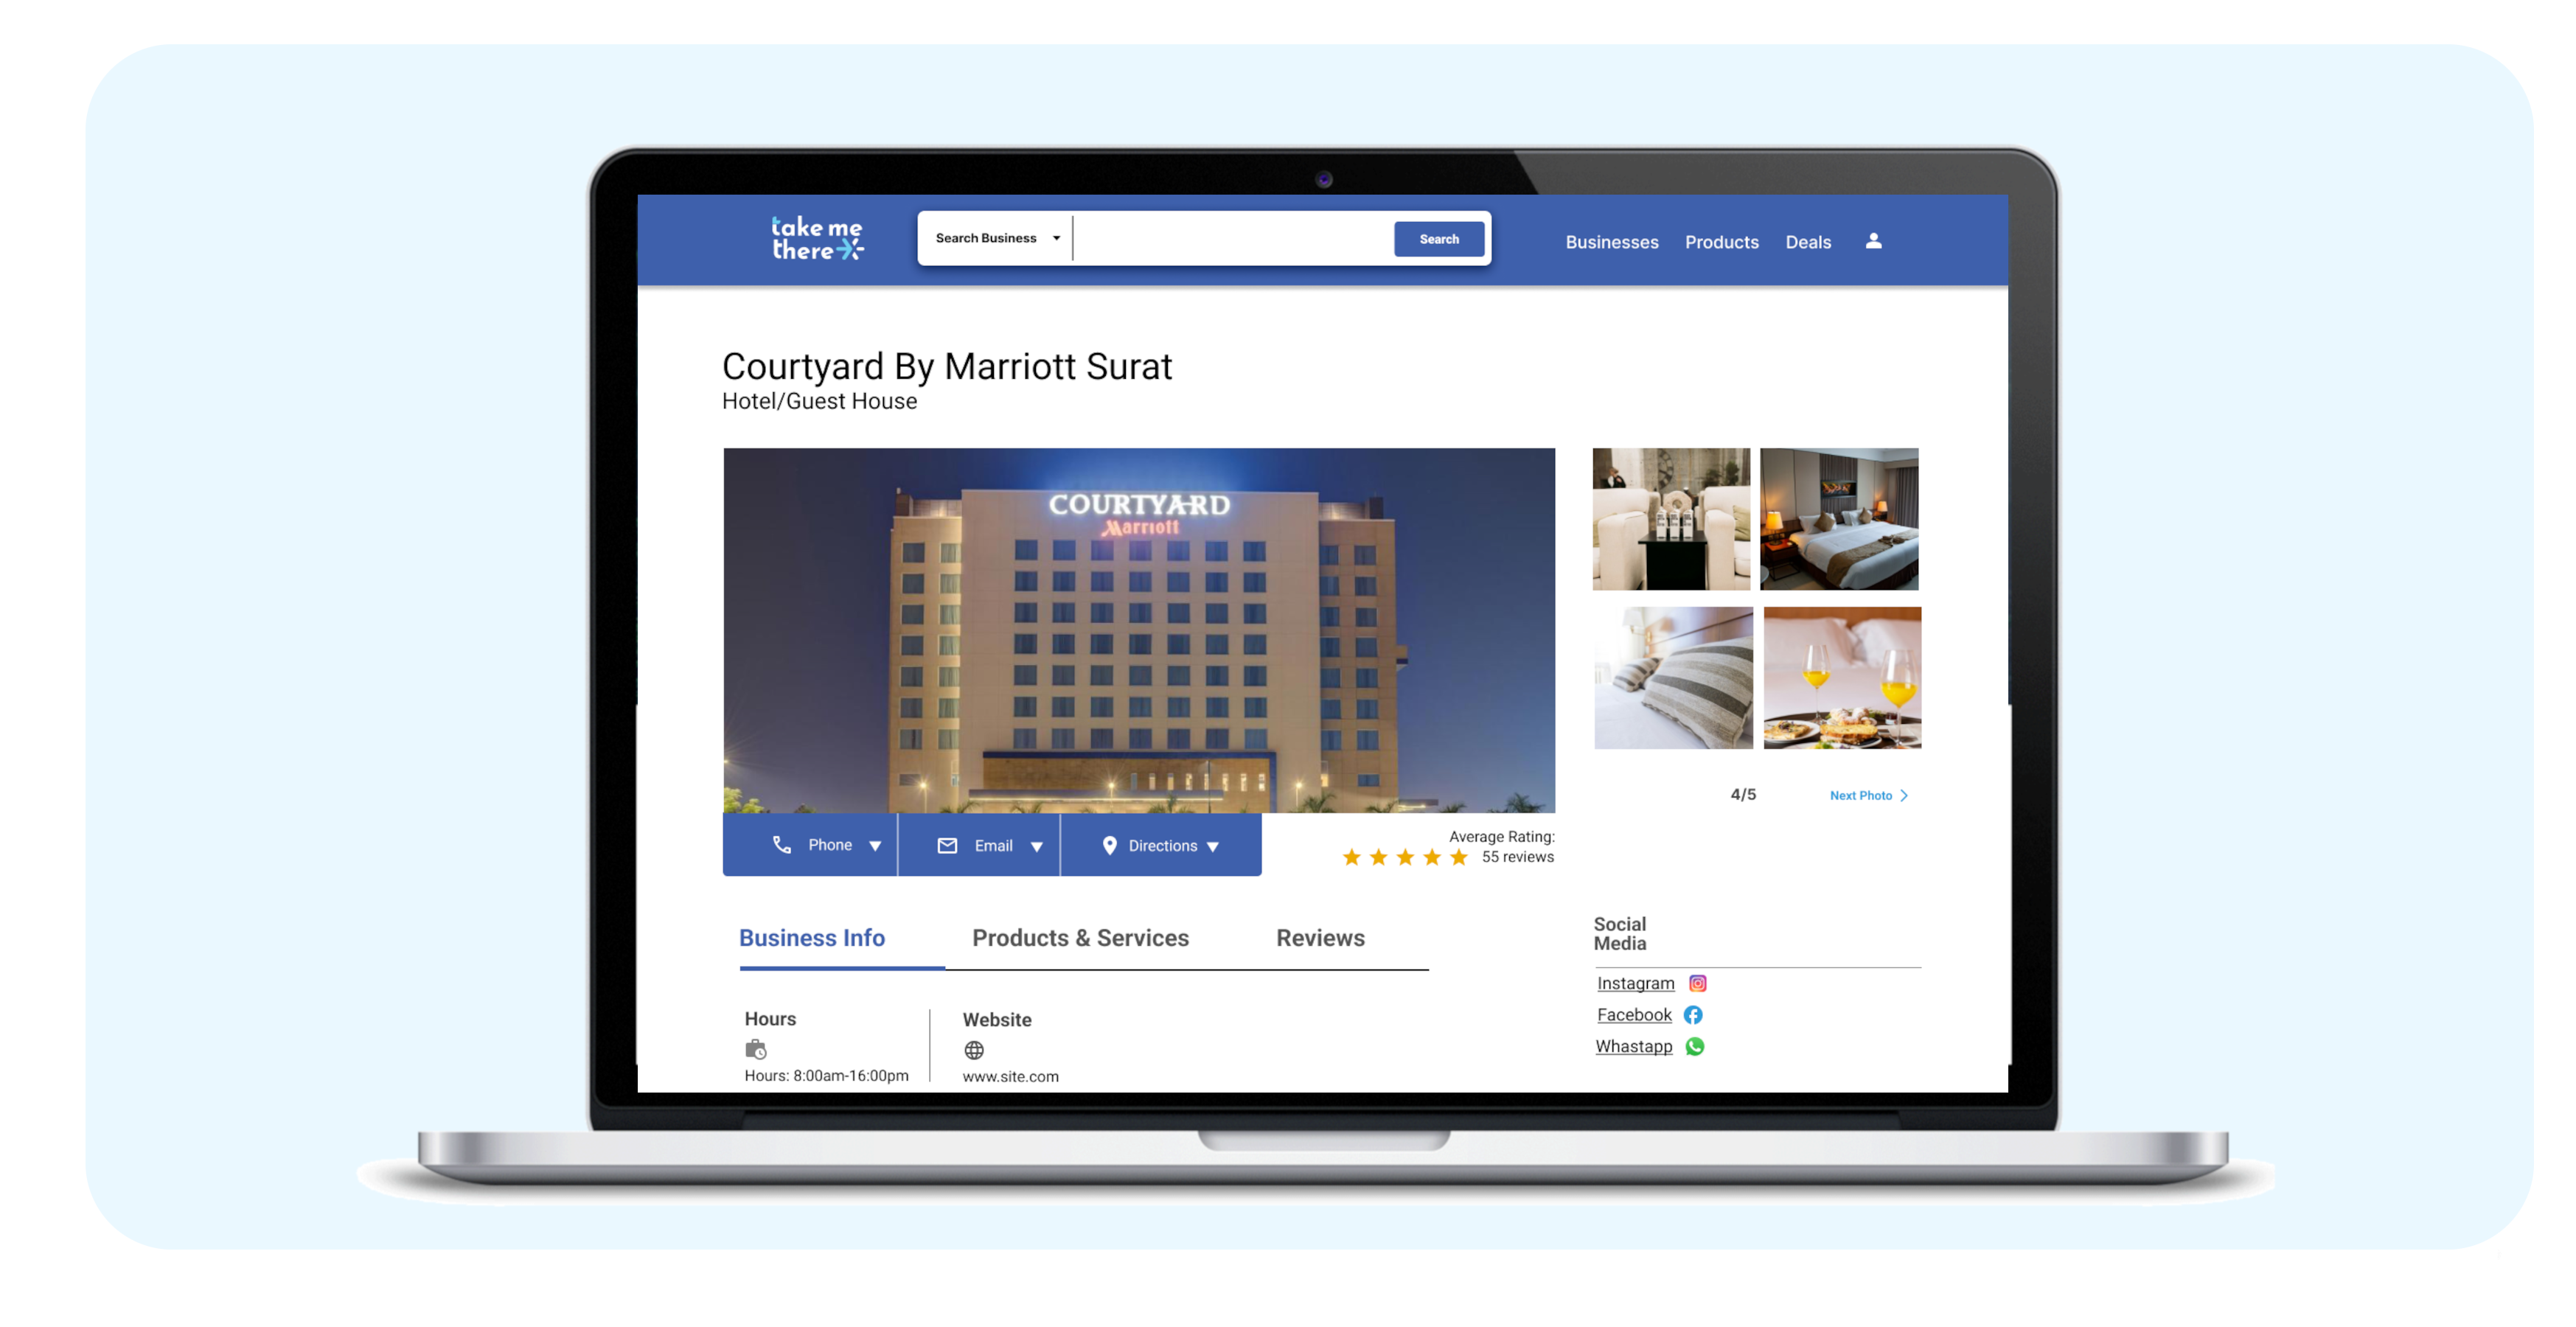 take me
there
Search Business
Search
Businesses
Products
Deals
Courtyard By Marriott Surat
Hotel/Guest House
COURTYARD
Marriott
4/5
Next Photo
Phone
Email
Directions
Average Rating:
55 reviews
Business Info
Products & Services
Reviews
Social
Media
Instagram
Facebook
Whastapp
Hours
Website
Hours: 8:00am-16:00pm
www.site.com